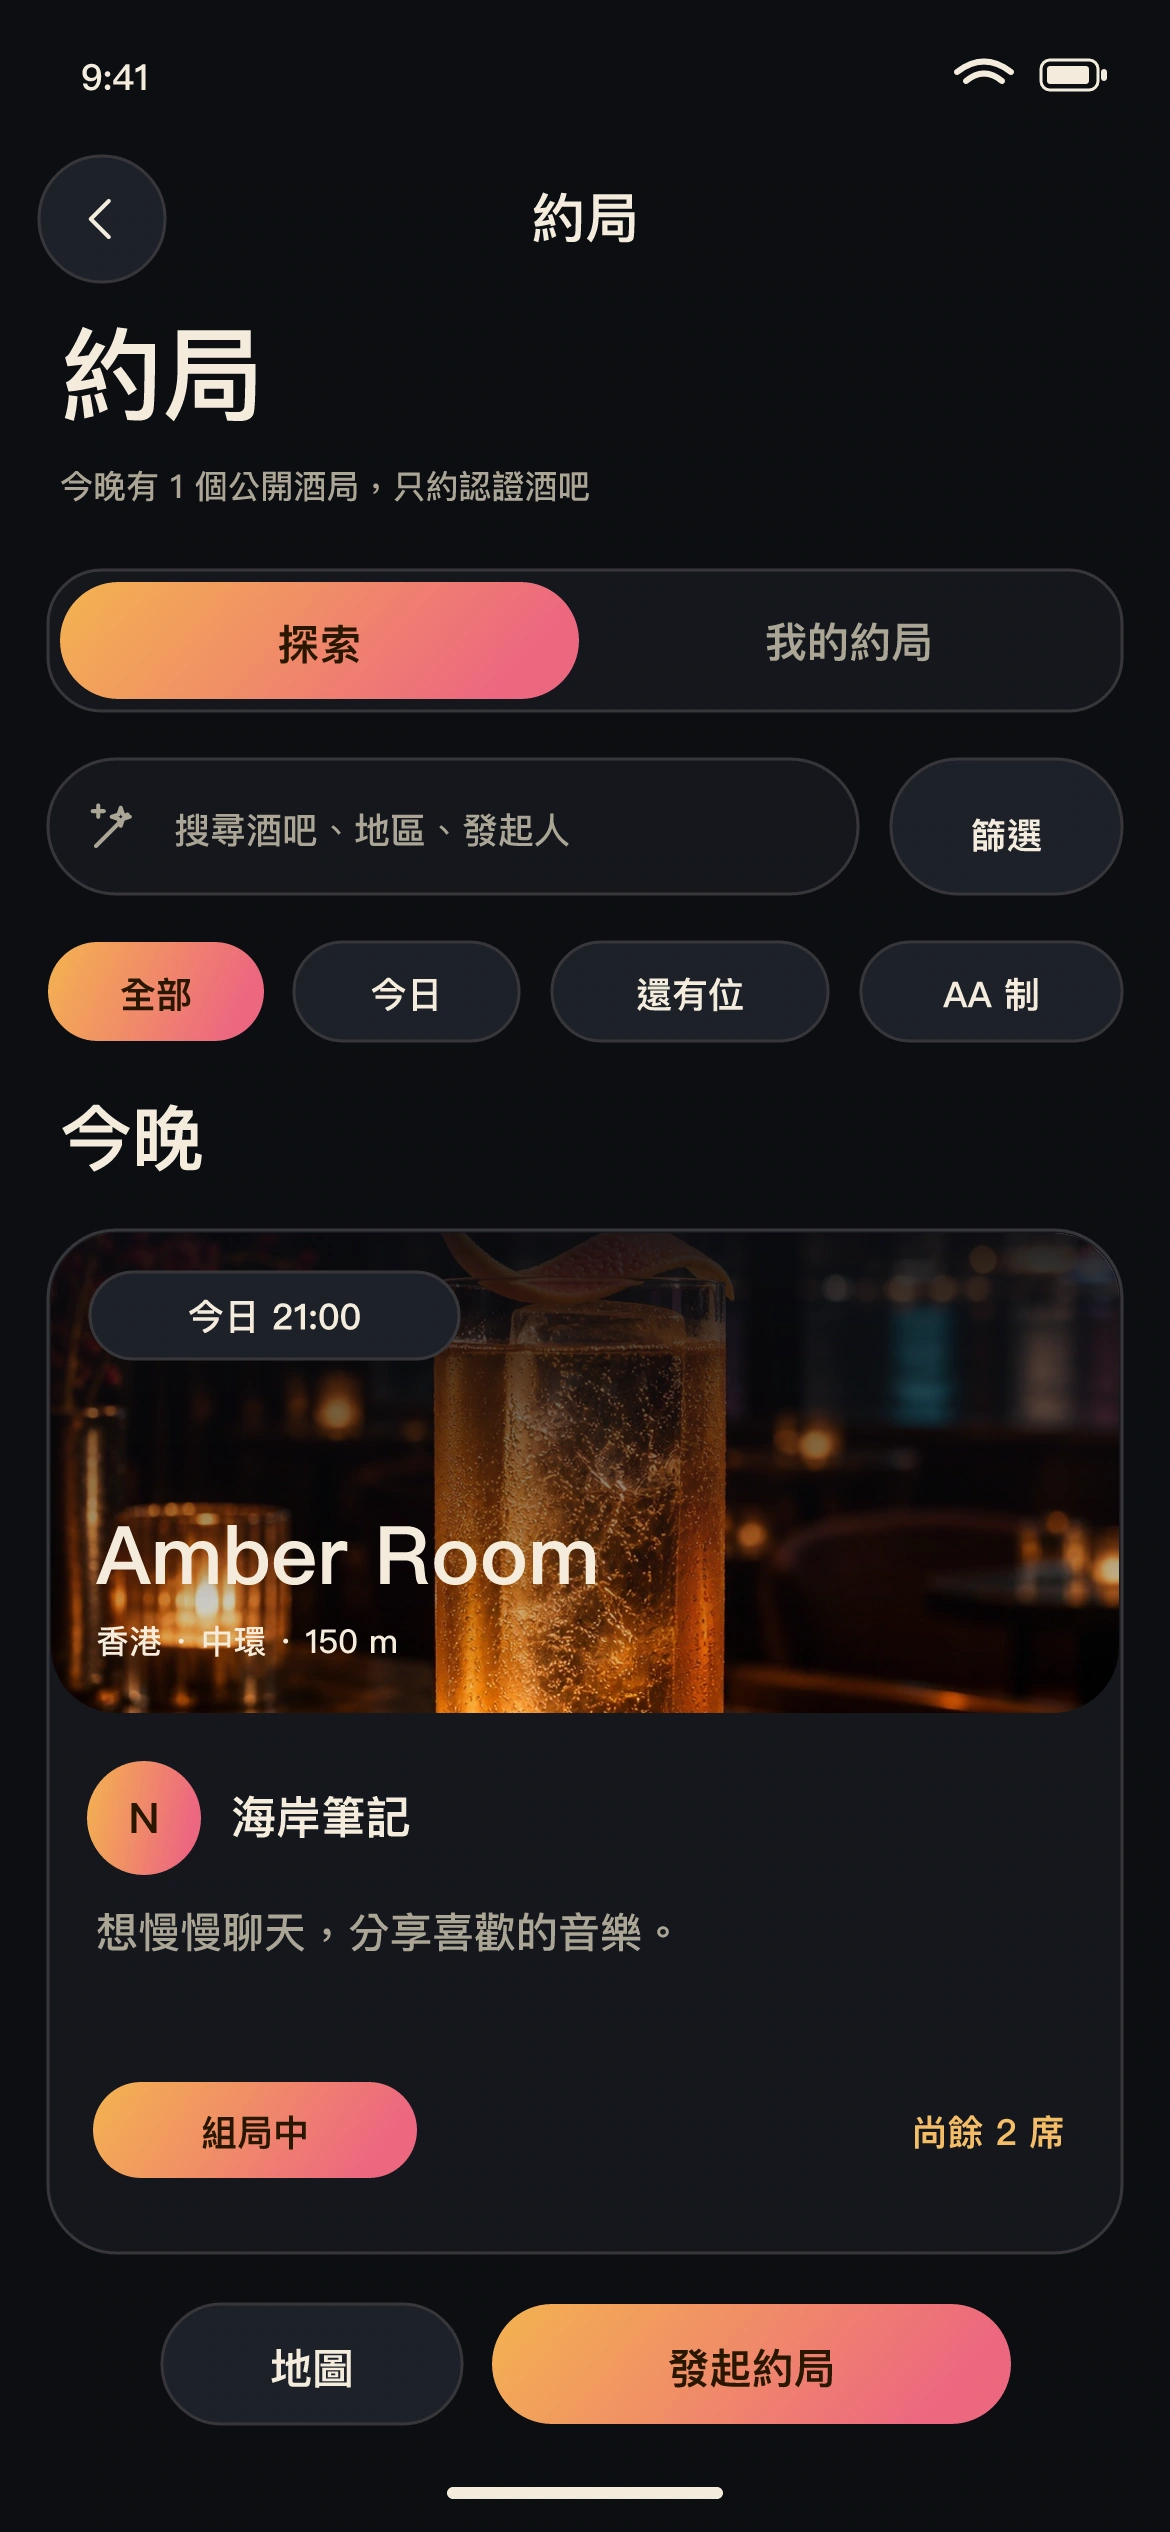 9:41
約局
約局
今晚有 1 個公開酒局，只約認證酒吧
探索
我的約局
搜尋酒吧、地區、發起人
篩選
全部
今日
還有位
AA 制
今晚
今日 21:00
Amber Room
香港 · 中環 · 150 m
N
海岸筆記
想慢慢聊天，分享喜歡的音樂。
組局中
尚餘 2 席
地圖
發起約局